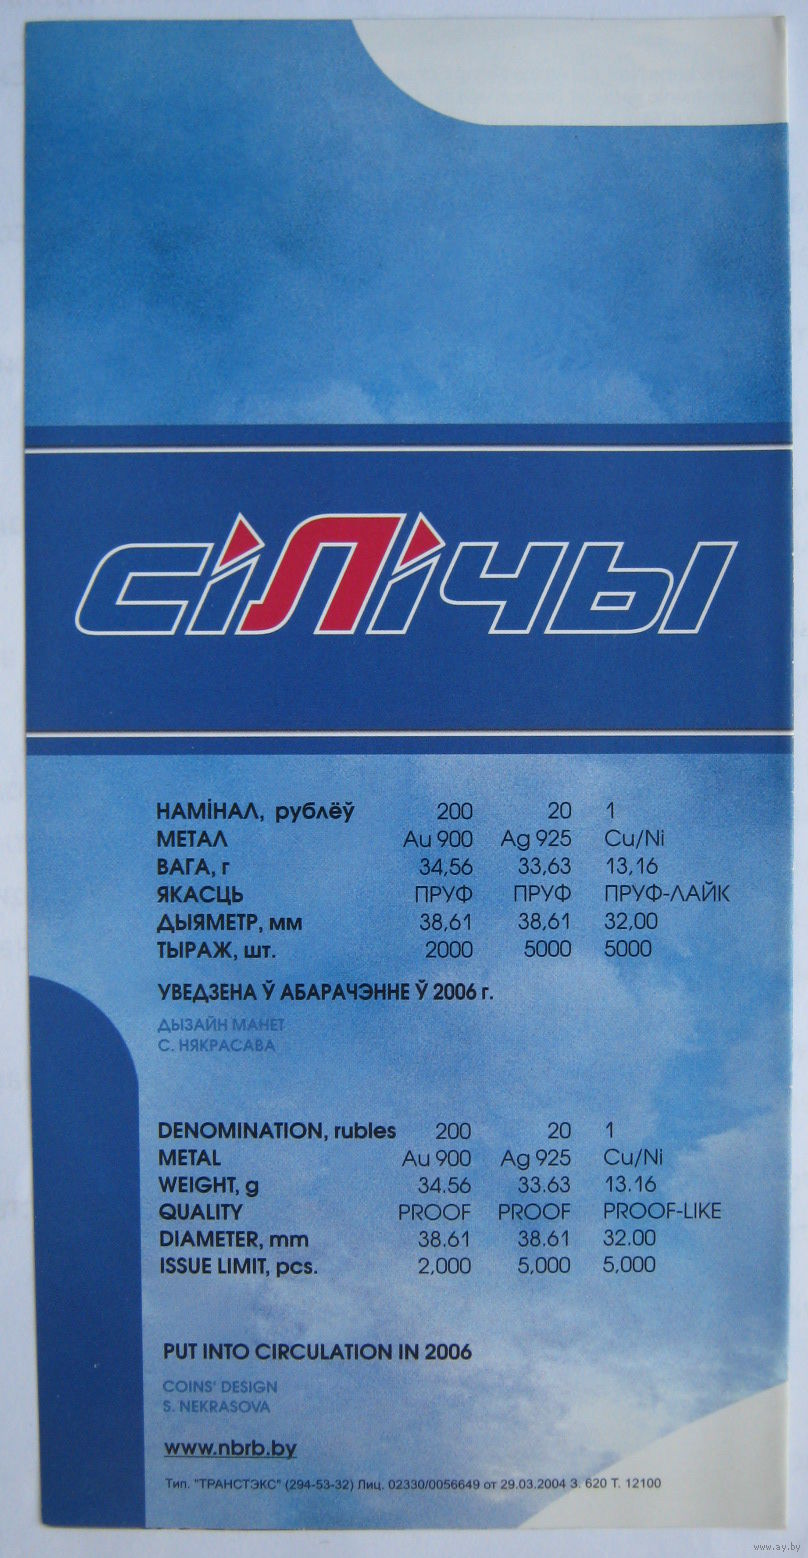 СіЛіЧЫ
НАМІНАЛ, рублёў 200 20 1
МЕТАЛ Au 900 Ag 925 Cu/Ni
ВАГА, г 34,56 33,63 13,16
ЯКАСЦЬ ПРУФ ПРУФ ПРУФ-ЛАЙК
ДЫЯМЕТР, мм 38,61 38,61 32,00
ТЫРАЖ, шт. 2000 5000 5000
УВЕДЗЕНА Ў АБАРАЧЭННЕ Ў 2006 г.
ДЫЗАЙН МАНЕТ
С. НЯКРАСАВА
DENOMINATION, rubles 200 20 1
METAL Au 900 Ag 925 Cu/Ni
WEIGHT, g 34.56 33.63 13.16
QUALITY PROOF PROOF PROOF-LIKE
DIAMETER, mm 38.61 38.61 32.00
ISSUE LIMIT, pcs. 2,000 5,000 5,000
PUT INTO CIRCULATION IN 2006
COINS' DESIGN
S. NEKRASOVA
www.nbrb.by
Тип. "ТРАНСТЭКС" (294-53-32) Лиц. 02330/0056649 от 29.03.2004 З. 620 Т. 12100
www.ay.by